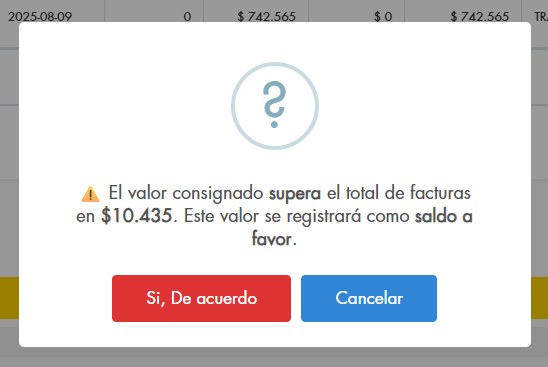 2025-08-09 0 $ 742.565 $ 0 $ 742.565
?
⚠ El valor consignado supera el total de facturas
en $10.435. Este valor se registrará como saldo a
favor.
Si, De acuerdo Cancelar